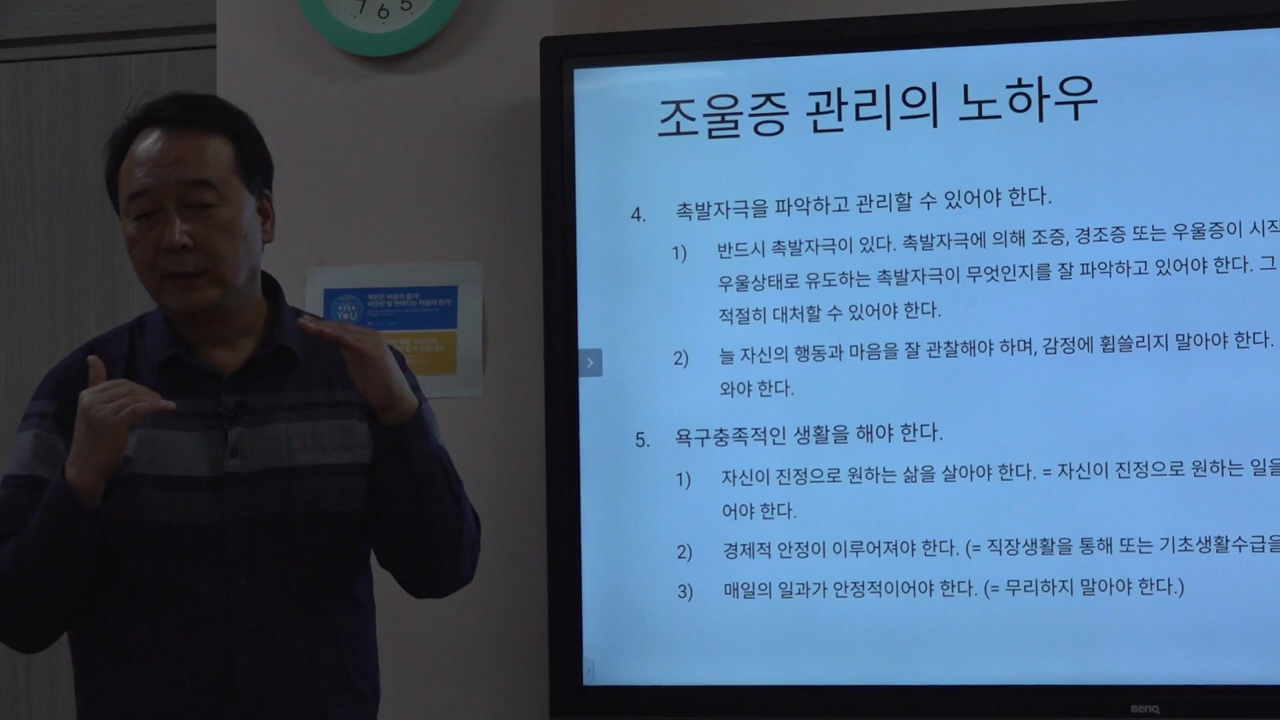 7 6 5
조울증 관리의 노하우
4. 촉발자극을 파악하고 관리할 수 있어야 한다.
1) 반드시 촉발자극이 있다. 촉발자극에 의해 조증, 경조증 또는 우울증이 시작
우울상태로 유도하는 촉발자극이 무엇인지를 잘 파악하고 있어야 한다. 그
적절히 대처할 수 있어야 한다.
2) 늘 자신의 행동과 마음을 잘 관찰해야 하며, 감정에 휩쓸리지 말아야 한다.
와야 한다.
5. 욕구충족적인 생활을 해야 한다.
1) 자신이 진정으로 원하는 삶을 살아야 한다. = 자신이 진정으로 원하는 일을
어야 한다.
2) 경제적 안정이 이루어져야 한다. (= 직장생활을 통해 또는 기초생활수급을
3) 매일의 일과가 안정적이어야 한다. (= 무리하지 말아야 한다.)
YOU
BenQ